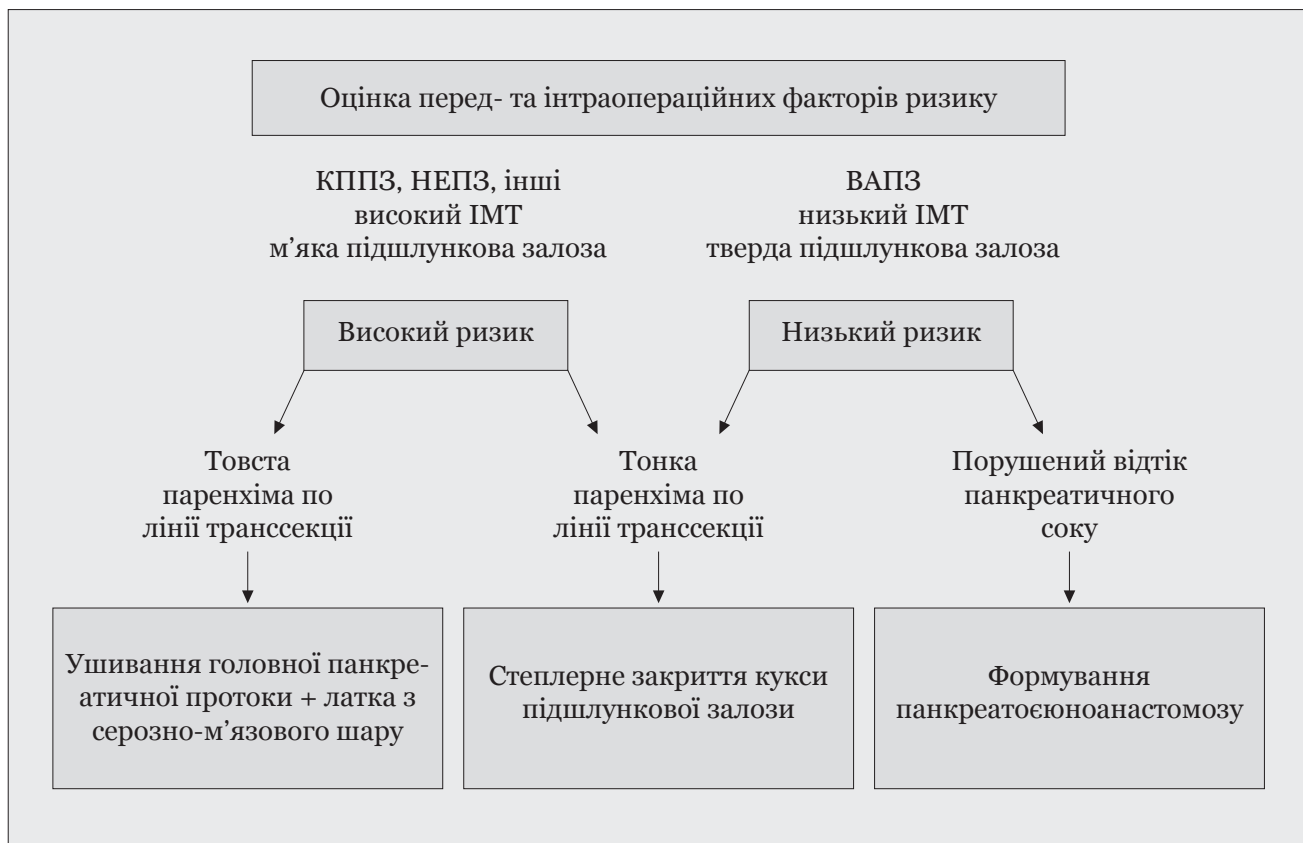 Оцінка перед- та інтраопераційних факторів ризику
КППЗ, НЕПЗ, інші
високий ІМТ
м’яка підшлункова залоза
ВАПЗ
низький ІМТ
тверда підшлункова залоза
Високий ризик
Низький ризик
Товста
паренхіма по
лінії транссекції
Тонка
паренхіма по
лінії транссекції
Порушений відтік
панкреатичного
соку
Ушивання головної панкре-
атичної протоки + латка з
серозно-м’язового шару
Степлерне закриття кукси
підшлункової залози
Формування
панкреатоєюноанастомозу